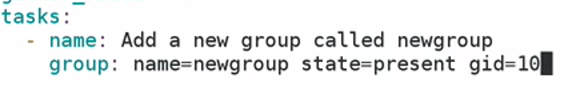 tasks:
  - name: Add a new group called newgroup
    group: name=newgroup state=present gid=10